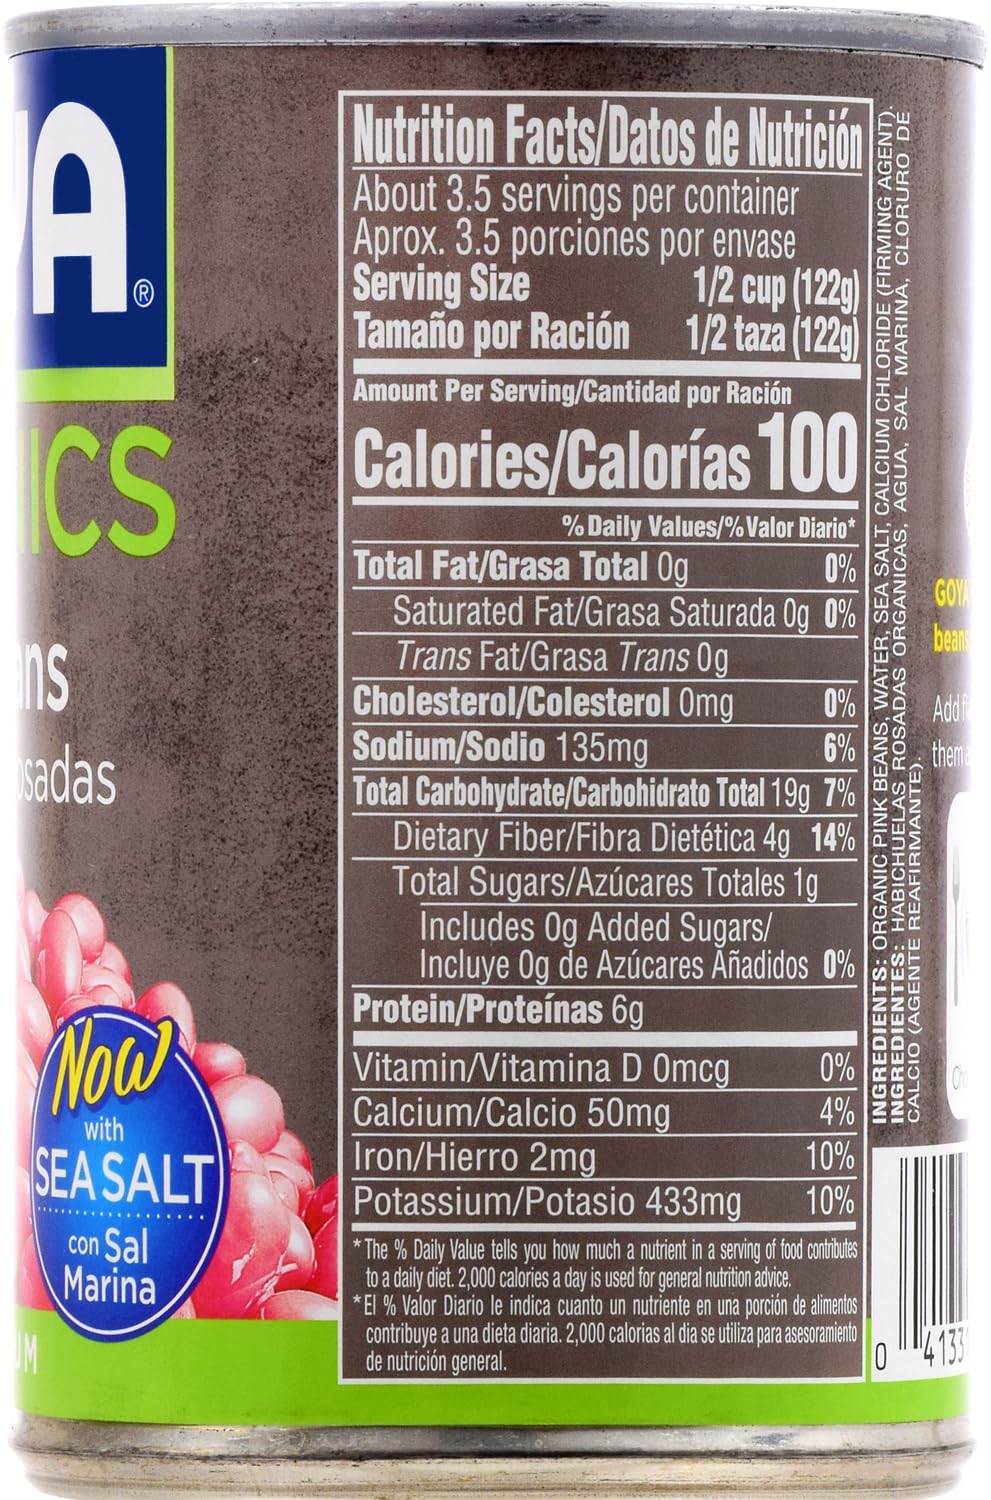 YA®
NICS
ans
osadas
Now
with
SEA SALT
con Sal
Marina
UM
Nutrition Facts/Datos de Nutrición
About 3.5 servings per container
Aprox. 3.5 porciones por envase
Serving Size 1/2 cup (122g)
Tamaño por Ración 1/2 taza (122g)
Amount Per Serving/Cantidad por Ración
Calories/Calorías 100
% Daily Values/% Valor Diario*
Total Fat/Grasa Total 0g 0%
Saturated Fat/Grasa Saturada 0g 0%
Trans Fat/Grasa Trans 0g
Cholesterol/Colesterol 0mg 0%
Sodium/Sodio 135mg 6%
Total Carbohydrate/Carbohidrato Total 19g 7%
Dietary Fiber/Fibra Dietética 4g 14%
Total Sugars/Azúcares Totales 1g
Includes 0g Added Sugars/
Incluye 0g de Azúcares Añadidos 0%
Protein/Proteínas 6g
Vitamin/Vitamina D 0mcg 0%
Calcium/Calcio 50mg 4%
Iron/Hierro 2mg 10%
Potassium/Potasio 433mg 10%
*The % Daily Value tells you how much a nutrient in a serving of food contributes
to a daily diet. 2,000 calories a day is used for general nutrition advice.
*El % Valor Diario le indica cuanto un nutriente en una porción de alimentos
contribuye a una dieta diaria. 2,000 calorias al dia se utiliza para asesoramiento
de nutrición general.
INGREDIENTS: ORGANIC PINK BEANS, WATER, SEA SALT, CALCIUM CHLORIDE (FIRMING AGENT).
INGREDIENTES: HABICHUELAS ROSADAS ORGANICAS, AGUA, SAL MARINA, CLORURO DE
CALCIO (AGENTE REAFIRMANTE).
GOYA
beans
Add fl
them a
0 4133